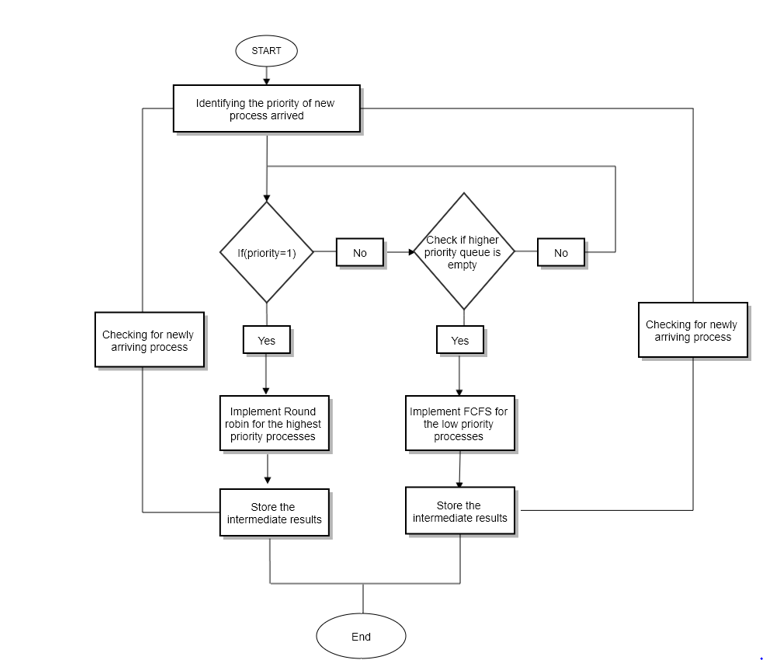 START
Identifying the priority of new
process arrived
If(priority=1)
No
Check if higher
priority queue is
empty
No
Checking for newly
arriving process
Yes
Yes
Checking for newly
arriving process
Implement Round
robin for the highest
priority processes
Implement FCFS for
the low priority
processes
Store the
intermediate results
Store the
intermediate results
End